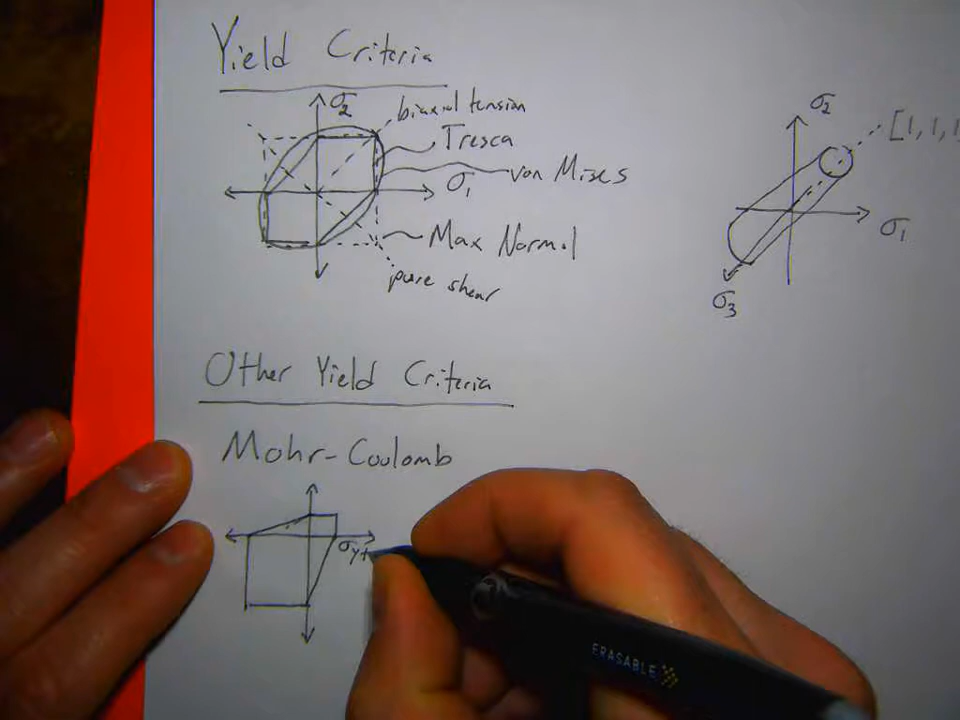 Yield Criteria
σ2
biaxial tension
Tresca
σ1
von Mises
Max Normal
pure shear
σ2
[1, 1, 1
σ1
σ3
Other Yield Criteria
Mohr-Coulomb
σyt
ERASABLE